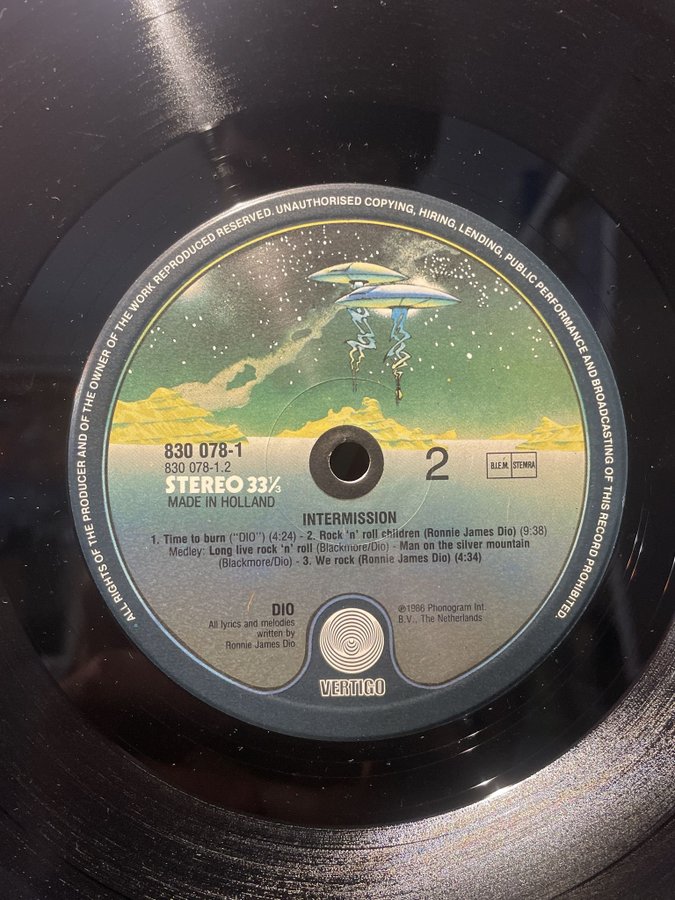 ALL RIGHTS OF THE PRODUCER AND OF THE OWNER OF THE WORK REPRODUCED RESERVED. UNAUTHORISED COPYING, HIRING, LENDING, PUBLIC PERFORMANCE AND BROADCASTING OF THIS RECORD PROHIBITED.
830 078-1
830 078-1.2
STEREO 33⅓
MADE IN HOLLAND
2
B.I.E.M. STEMRA
INTERMISSION
1. Time to burn ("DIO") (4:24) - 2. Rock 'n' roll children (Ronnie James Dio) (9:38)
Medley: Long live rock 'n' roll (Blackmore/Dio) - Man on the silver mountain
(Blackmore/Dio) - 3. We rock (Ronnie James Dio) (4:34)
DIO
All lyrics and melodies
written by
Ronnie James Dio
℗1986 Phonogram Int.
B.V., The Netherlands
VERTIGO